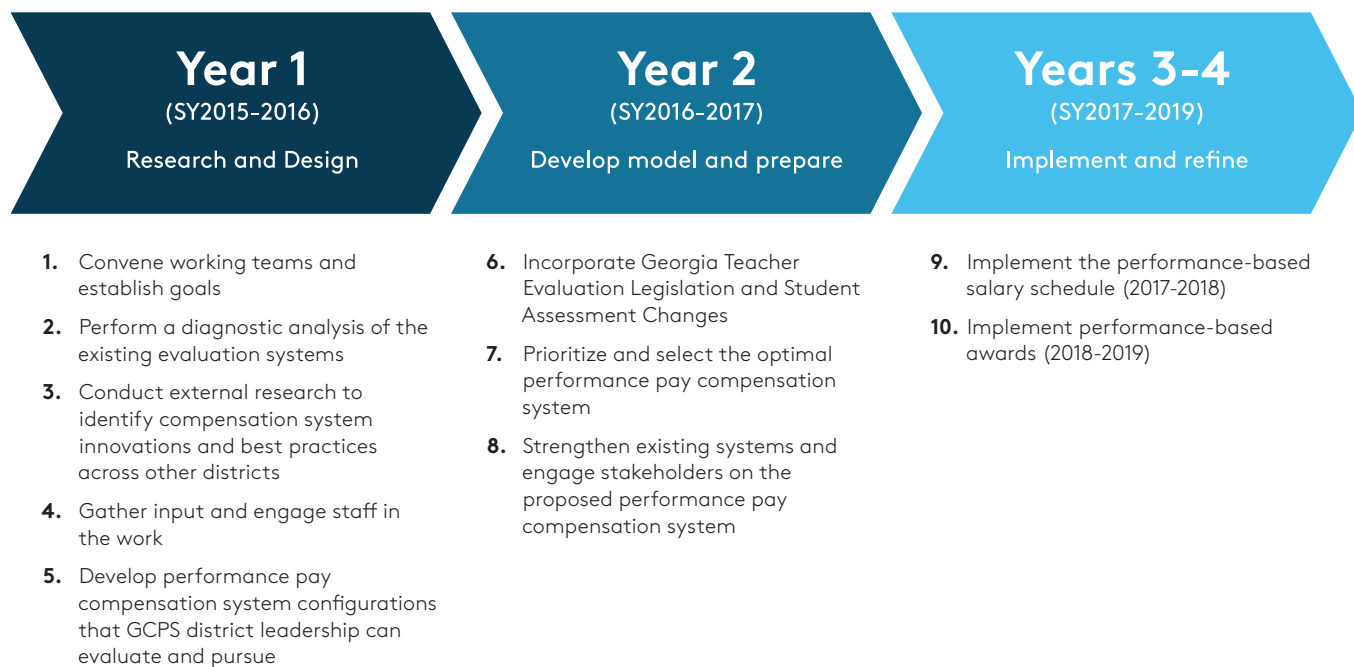 Year 1
(SY2015-2016)
Research and Design
1. Convene working teams and
establish goals
2. Perform a diagnostic analysis of the
existing evaluation systems
3. Conduct external research to
identify compensation system
innovations and best practices
across other districts
4. Gather input and engage staff in
the work
5. Develop performance pay
compensation system configurations
that GCPS district leadership can
evaluate and pursue
Year 2
(SY2016-2017)
Develop model and prepare
6. Incorporate Georgia Teacher
Evaluation Legislation and Student
Assessment Changes
7. Prioritize and select the optimal
performance pay compensation
system
8. Strengthen existing systems and
engage stakeholders on the
proposed performance pay
compensation system
Years 3-4
(SY2017-2019)
Implement and refine
9. Implement the performance-based
salary schedule (2017-2018)
10. Implement performance-based
awards (2018-2019)